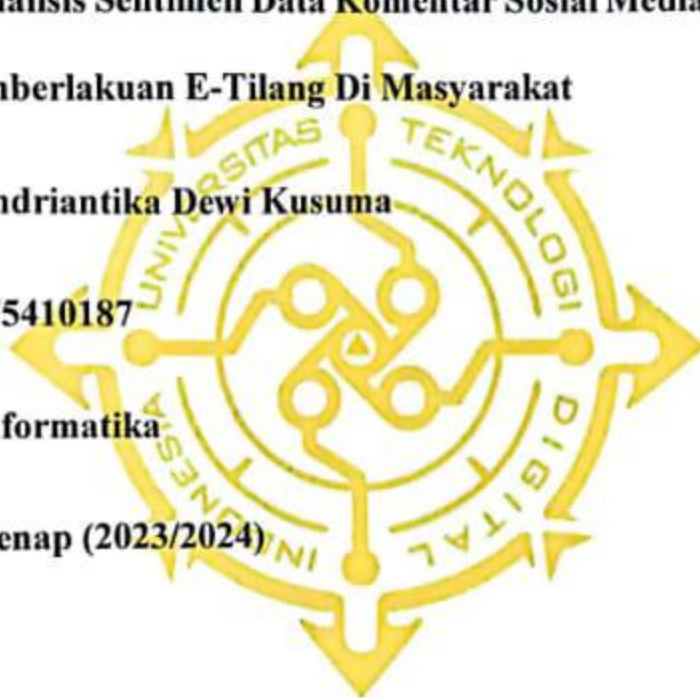 alisis Sentimen Data Komentar Sosial Media
nberlakuan E-Tilang Di Masyarakat
ndriantika Dewi Kusuma
5410187
formatika
enap (2023/2024)
UNIVERSITAS TEKNOLOGI
DIGITAL INDONESIA